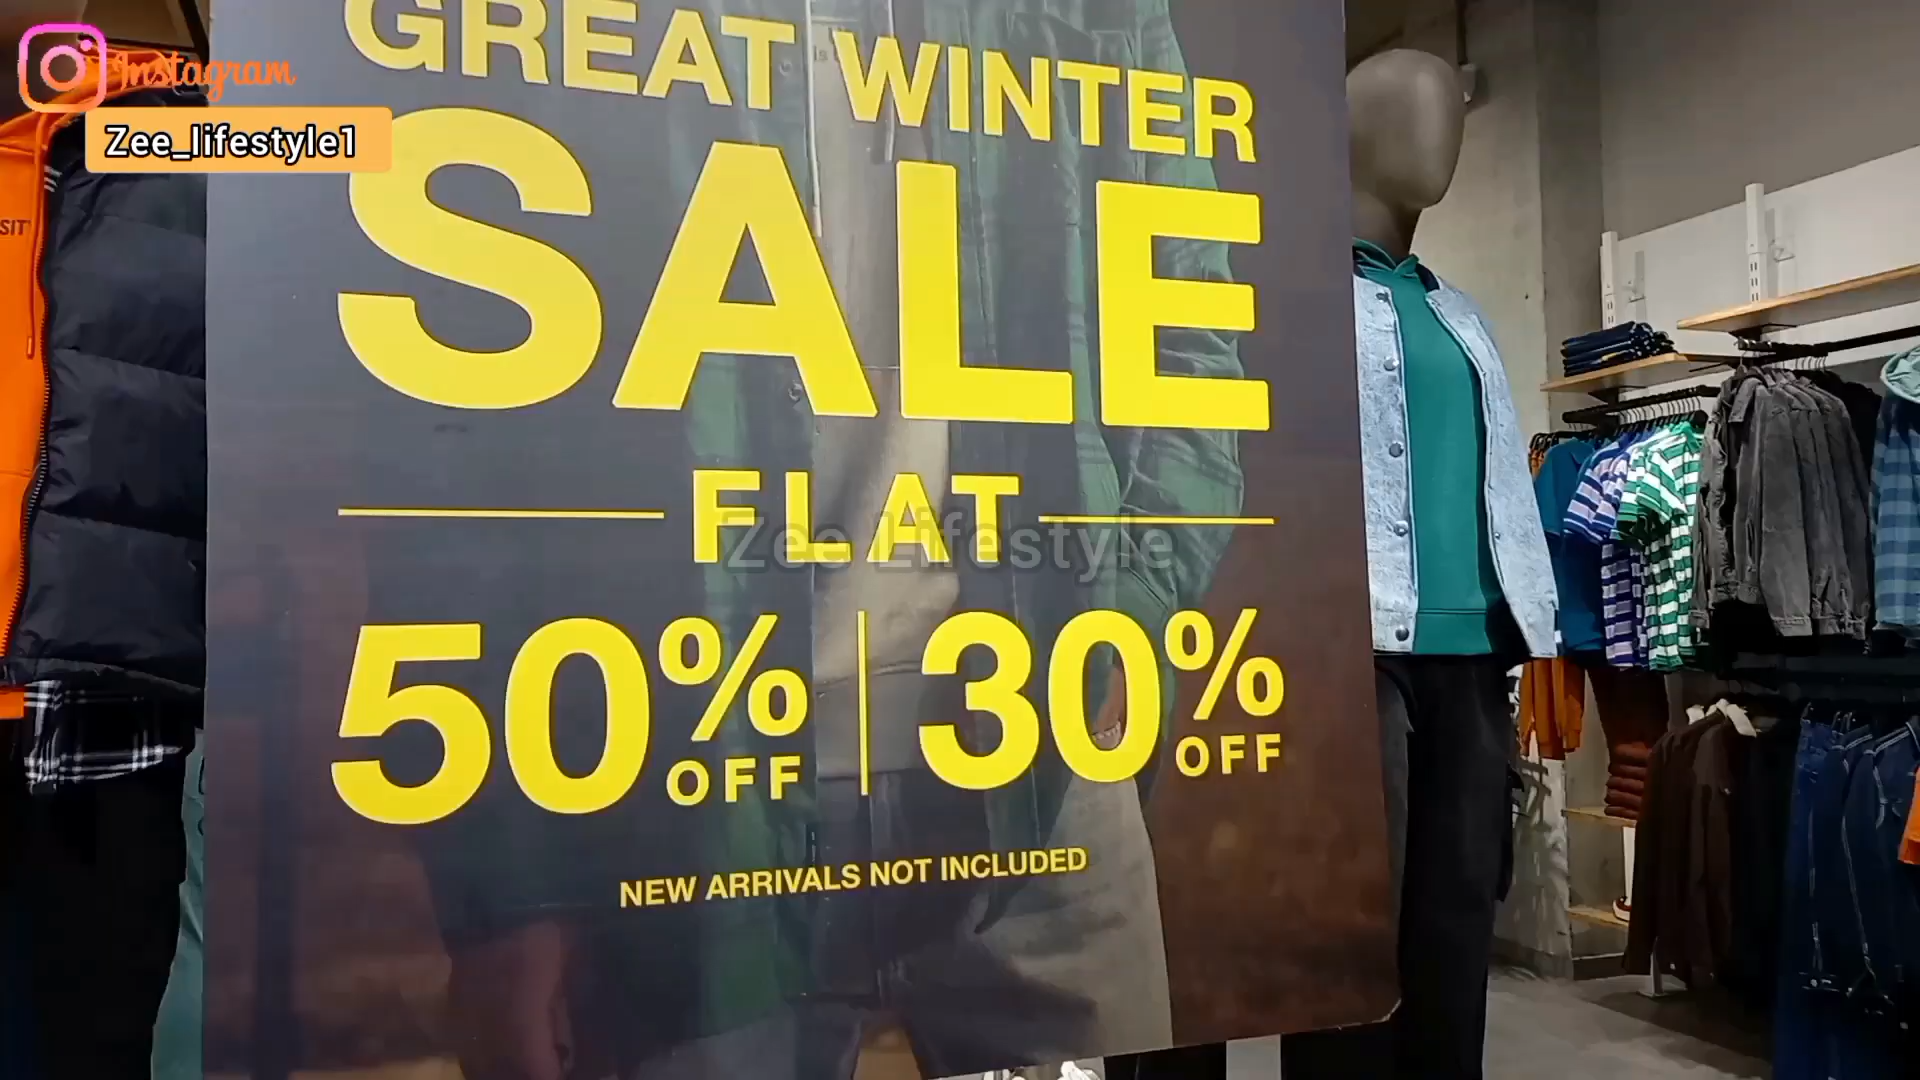 Instagram
Zee_lifestyle1
GREAT WINTER
SALE
FLAT
Zee Lifestyle
50% OFF | 30% OFF
NEW ARRIVALS NOT INCLUDED